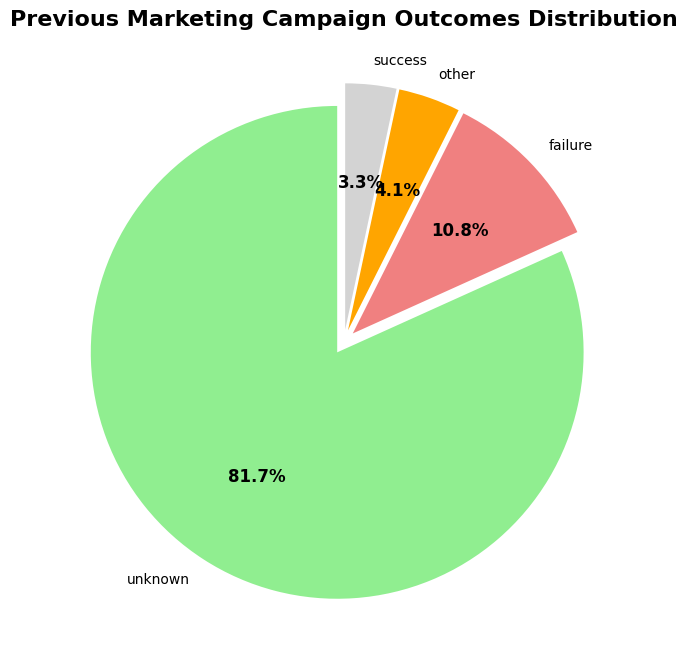 Previous Marketing Campaign Outcomes Distribution
success
other
failure
3.3%
4.1%
10.8%
81.7%
unknown